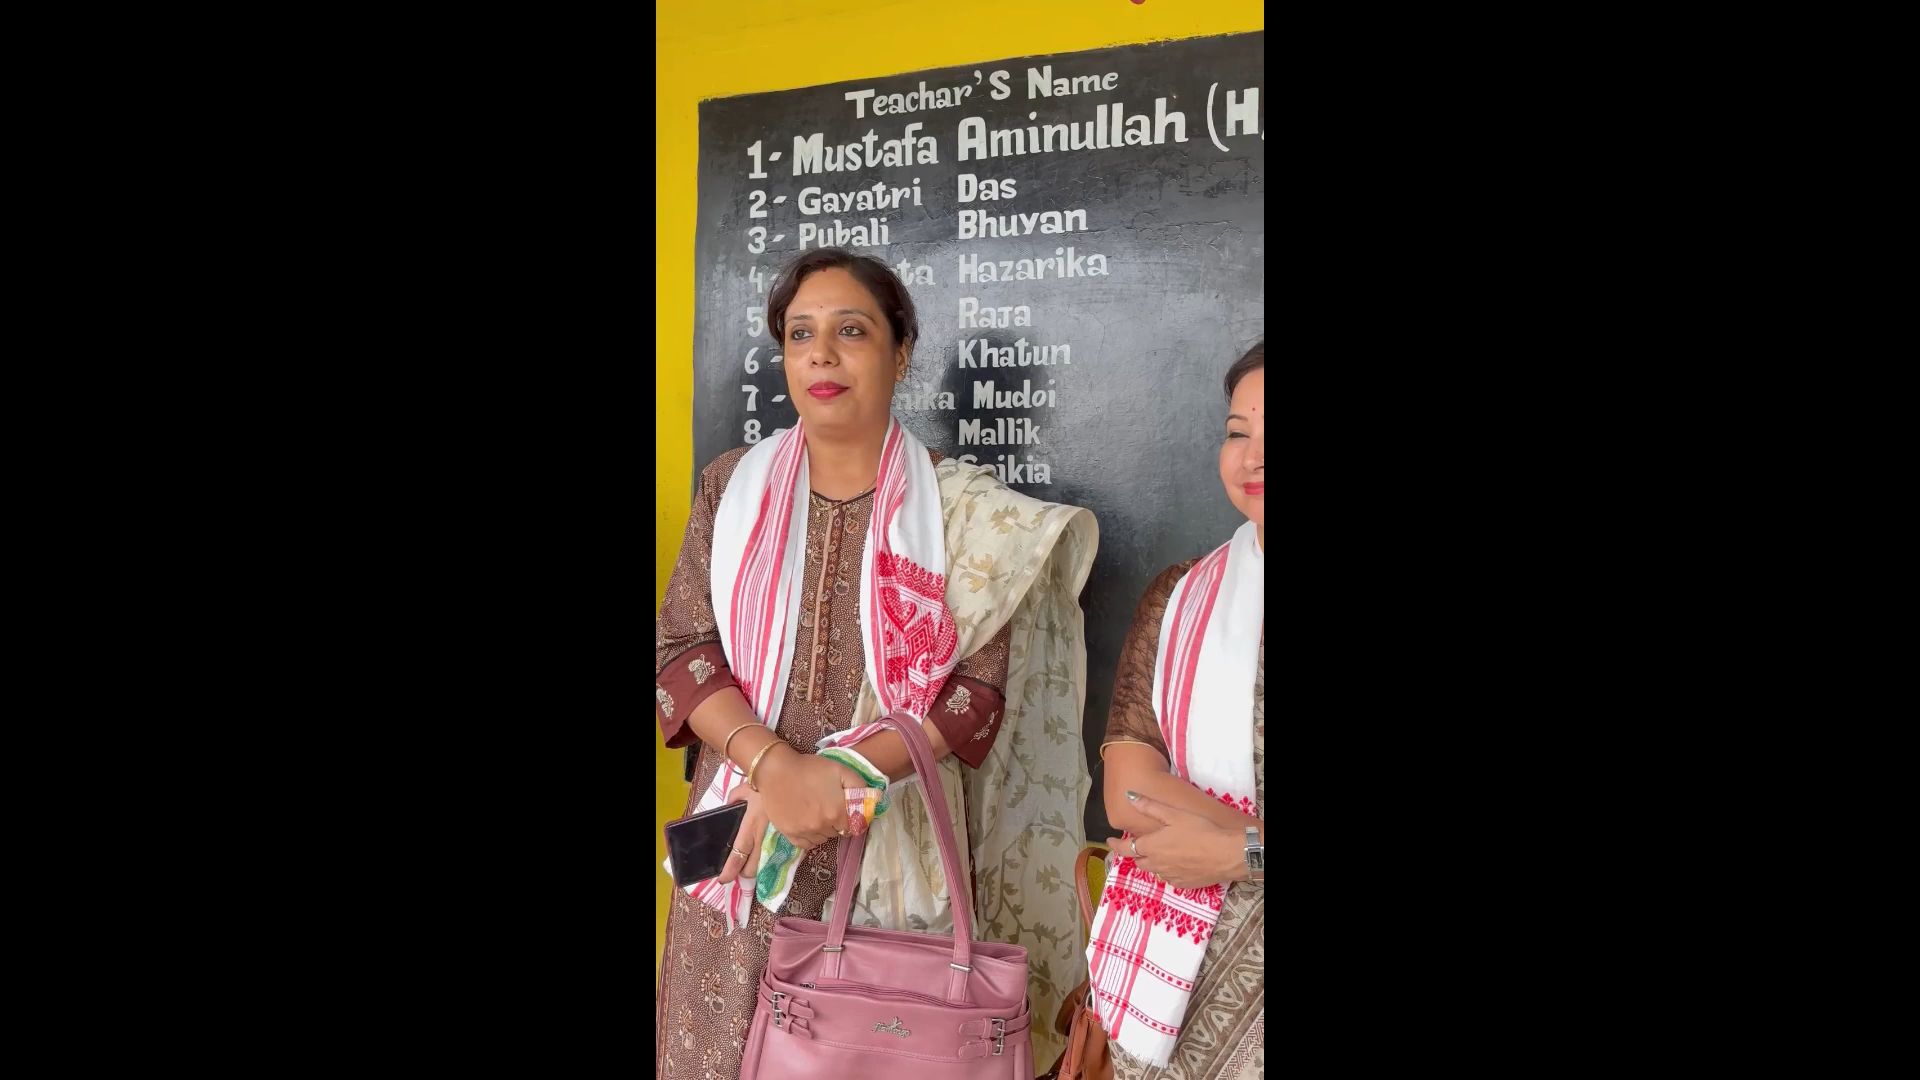 Teachar'S Name
1- Mustafa Aminullah (H
2- Gayatri Das
3- Pubali Bhuyan
4- Hazarika
5 Raja
6 - Khatun
7 - Mudoi
8 - Mallik
Saikia